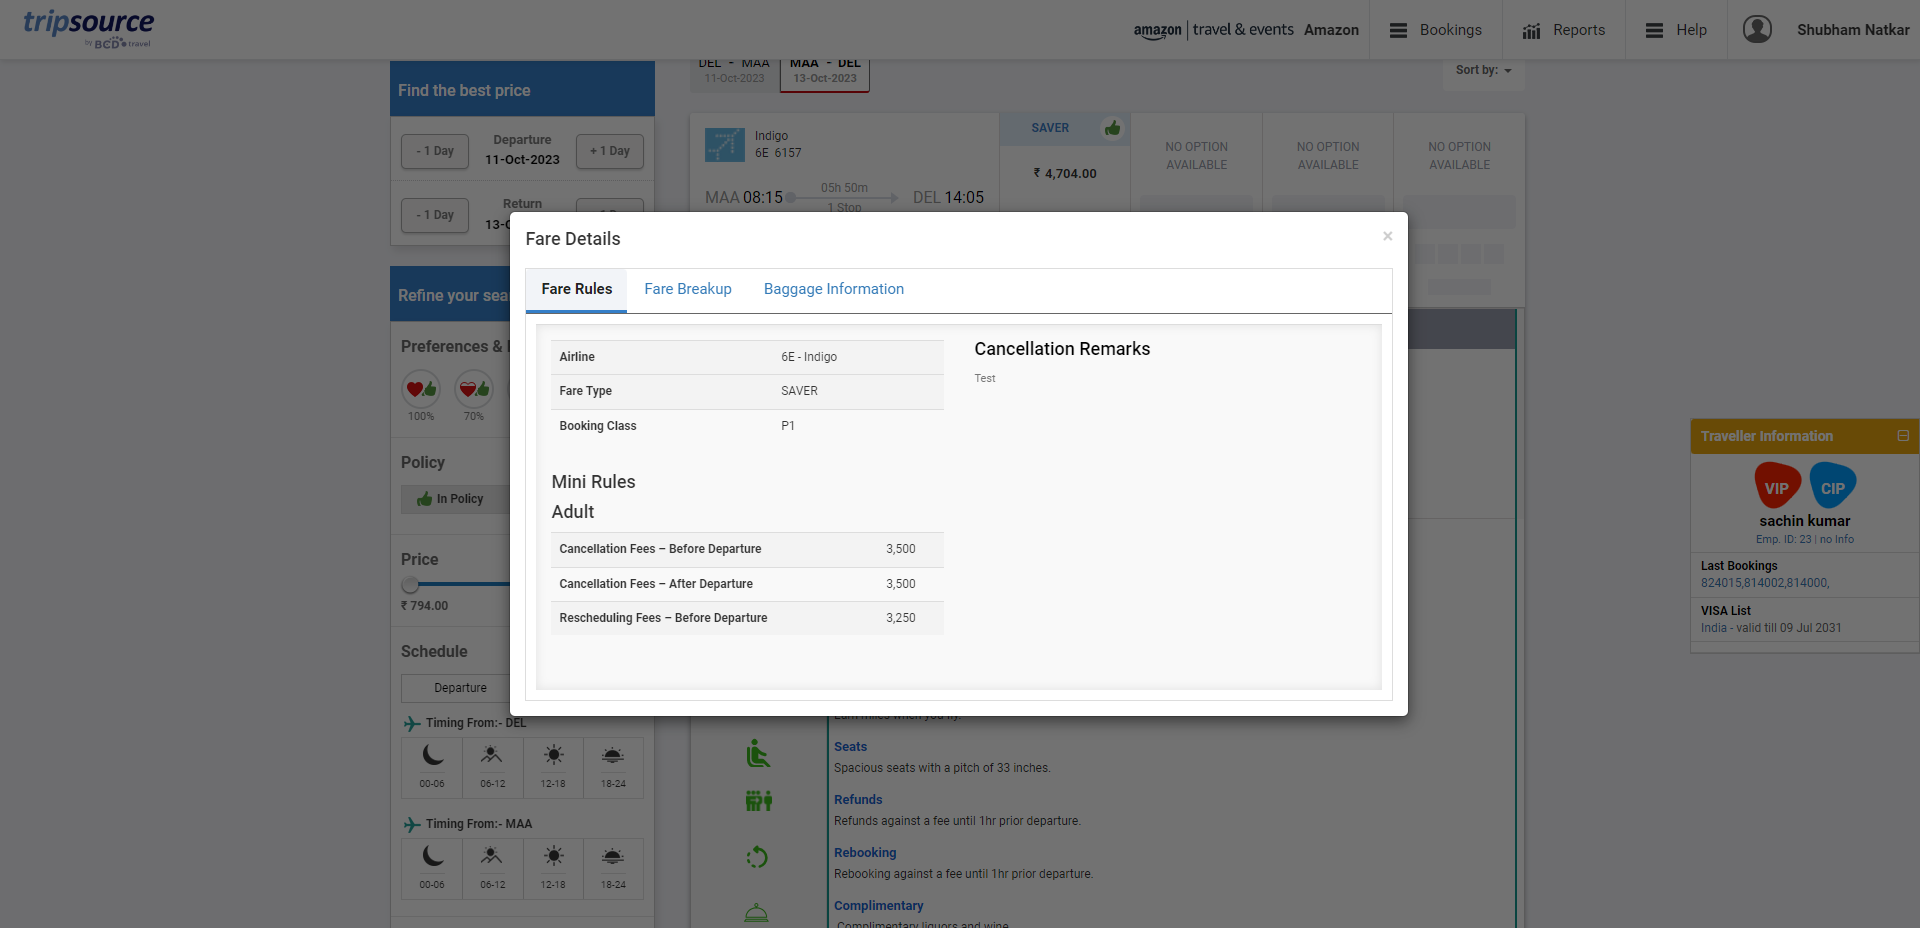 tripsource
by BCD travel
amazon | travel & events Amazon
Bookings
Reports
Help
Shubham Natkar
Find the best price
- 1 Day
Departure
11-Oct-2023
+ 1 Day
- 1 Day
Return
Refine your
Preferences &
100%
70%
Policy
In Policy
Price
₹ 794.00
Schedule
Departure
Timing From:- DEL
00-06
06-12
12-18
18-24
Timing From:- MAA
00-06
06-12
12-18
18-24
DEL - MAA
11-Oct-2023
MAA - DEL
13-Oct-2023
Sort by:
Indigo
6E 6157
MAA 08:15
05h 50m
1 Stop
DEL 14:05
SAVER
₹ 4,704.00
NO OPTION
AVAILABLE
NO OPTION
AVAILABLE
NO OPTION
AVAILABLE
Fare Details
×
Fare Rules
Fare Breakup
Baggage Information
Airline 6E - Indigo
Fare Type SAVER
Booking Class P1
Mini Rules
Adult
Cancellation Fees – Before Departure 3,500
Cancellation Fees – After Departure 3,500
Rescheduling Fees – Before Departure 3,250
Cancellation Remarks
Test
Seats
Spacious seats with a pitch of 33 inches.
Refunds
Refunds against a fee until 1hr prior departure.
Rebooking
Rebooking against a fee until 1hr prior departure.
Complimentary
Complimentary liquors and wine
Traveller Information
VIP
CIP
sachin kumar
Emp. ID: 23 | no Info
Last Bookings
824015,814002,814000,
VISA List
India - valid till 09 Jul 2031